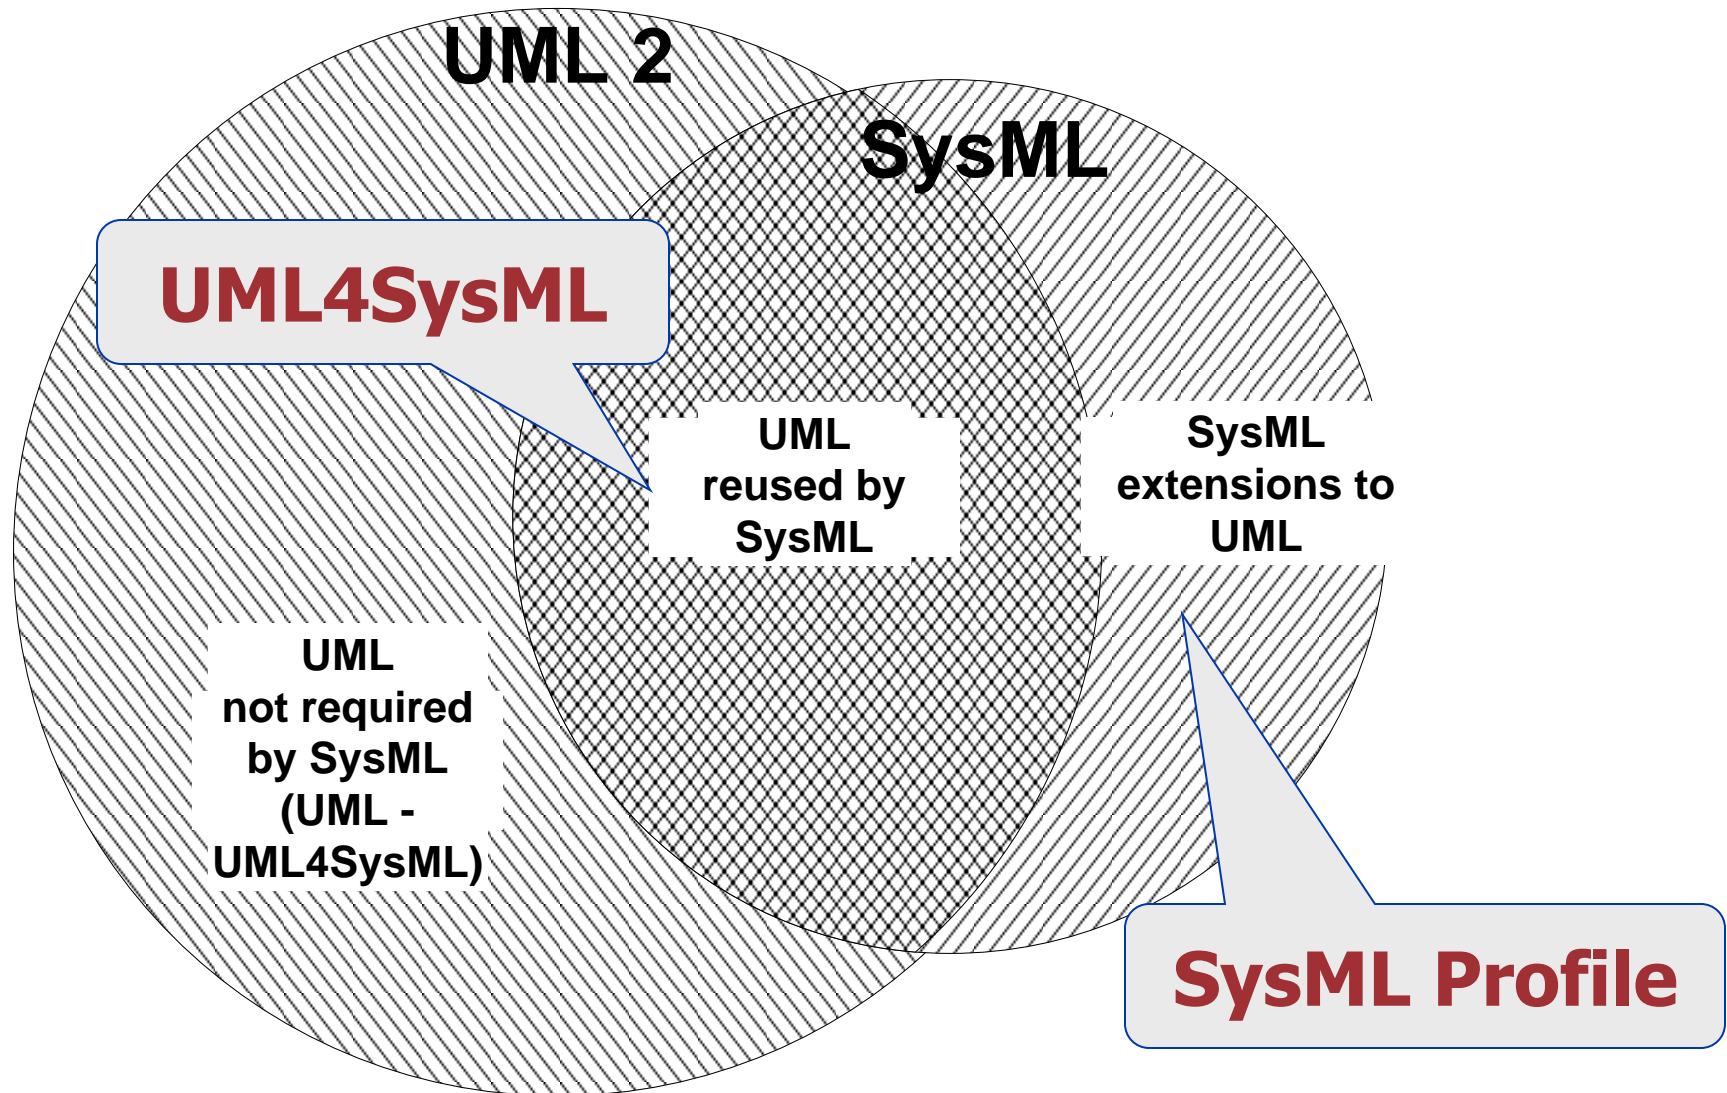 UML 2
SysML
UML4SysML
UML
reused by
SysML
SysML
extensions to
UML
UML
not required
by SysML
(UML -
UML4SysML)
SysML Profile